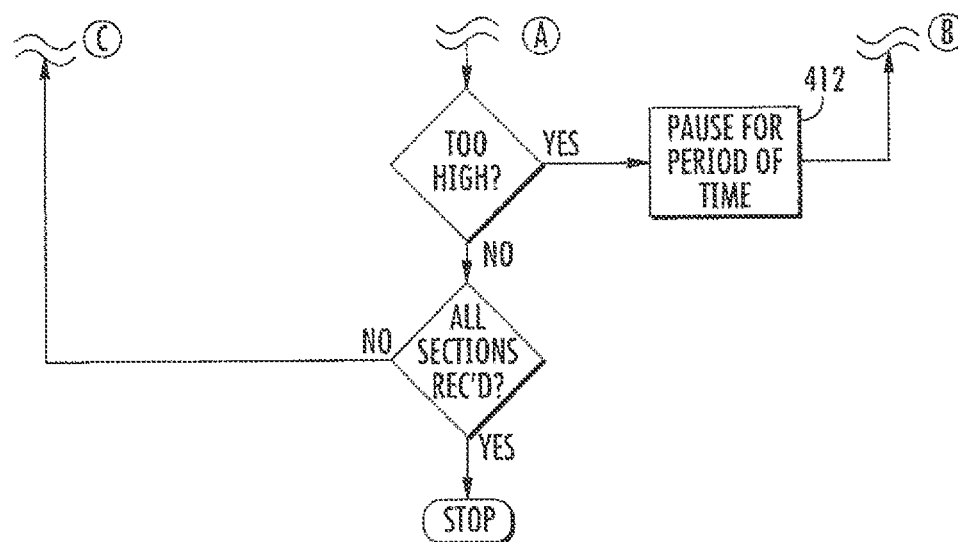 C
A
B
412
TOO
HIGH?
YES
PAUSE FOR
PERIOD OF
TIME
NO
ALL
SECTIONS
REC'D?
NO
YES
STOP